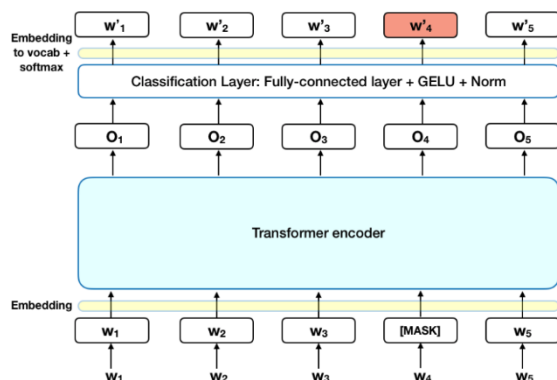 Embedding to vocab + softmax
w'₁ w'₂ w'₃ w'₄ w'₅
Classification Layer: Fully-connected layer + GELU + Norm
O₁ O₂ O₃ O₄ O₅
Transformer encoder
Embedding
W₁ W₂ W₃ [MASK] W₅
W₁ W₂ W₃ W₄ W₅